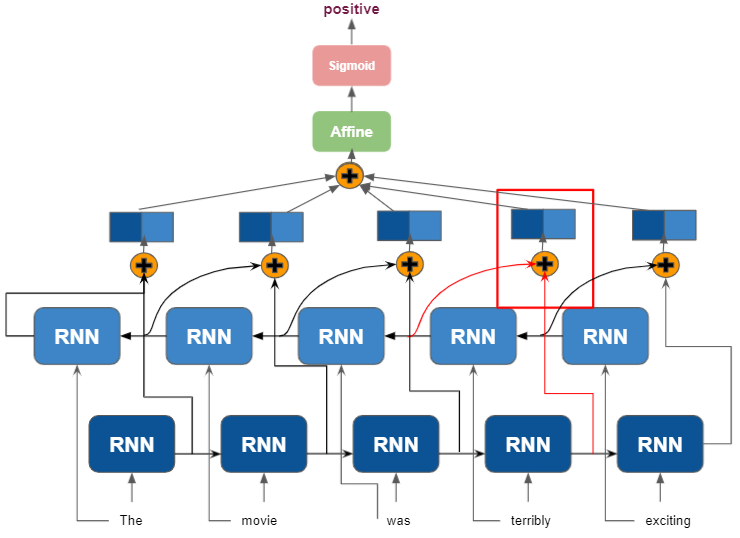 positive
Sigmoid
Affine
RNN RNN RNN RNN RNN
RNN RNN RNN RNN RNN
The movie was terribly exciting